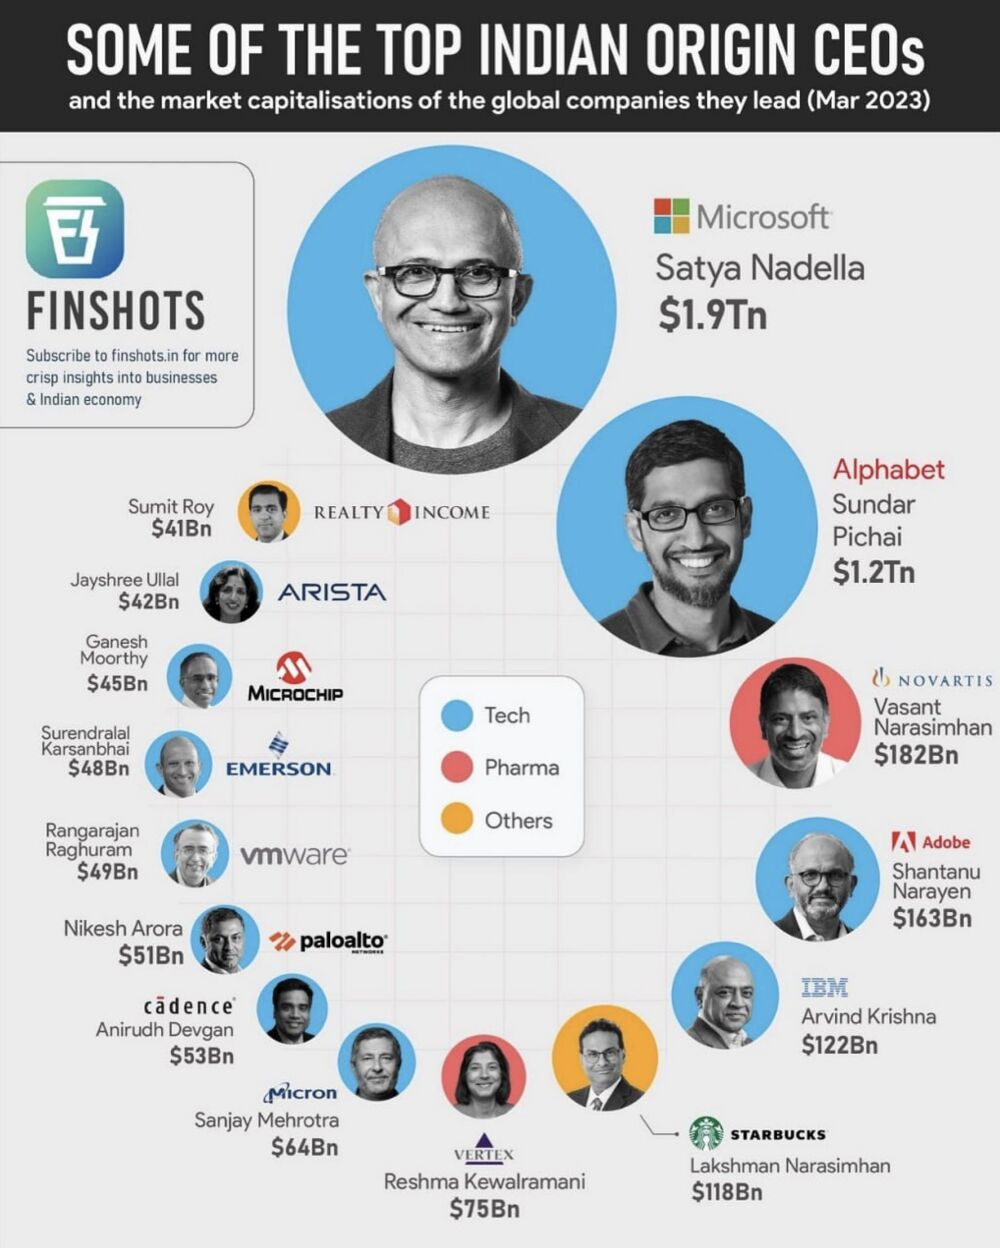 SOME OF THE TOP INDIAN ORIGIN CEOs
and the market capitalisations of the global companies they lead (Mar 2023)
FINSHOTS
Subscribe to finshots.in for more
crisp insights into businesses
& Indian economy
Microsoft
Satya Nadella
$1.9Tn
Alphabet
Sundar
Pichai
$1.2Tn
NOVARTIS
Vasant
Narasimhan
$182Bn
Adobe
Shantanu
Narayen
$163Bn
IBM
Arvind Krishna
$122Bn
STARBUCKS
Lakshman Narasimhan
$118Bn
VERTEX
Reshma Kewalramani
$75Bn
Micron
Sanjay Mehrotra
$64Bn
cādence
Anirudh Devgan
$53Bn
Nikesh Arora
$51Bn
paloalto
NETWORKS
Rangarajan
Raghuram
$49Bn
vmware
Surendralal
Karsanbhai
$48Bn
EMERSON
Ganesh
Moorthy
$45Bn
MICROCHIP
Jayshree Ullal
$42Bn
ARISTA
Sumit Roy
$41Bn
REALTY INCOME
Tech
Pharma
Others